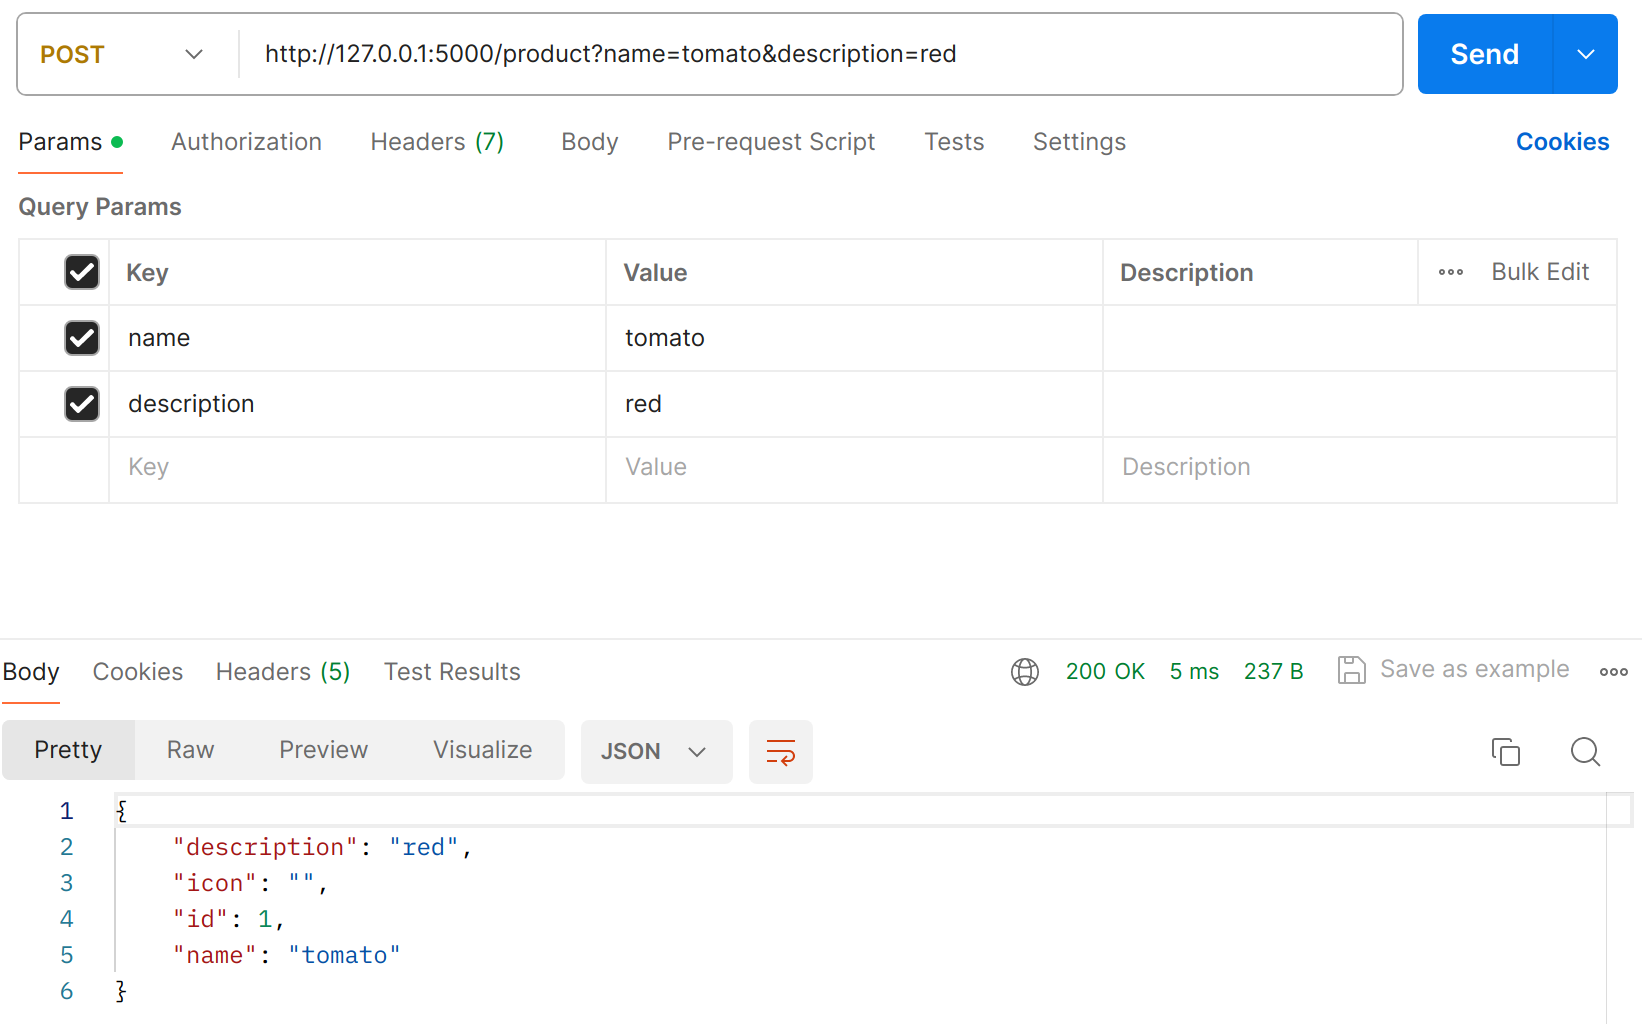 POST http://127.0.0.1:5000/product?name=tomato&description=red Send
Params Authorization Headers (7) Body Pre-request Script Tests Settings Cookies
Query Params
Key Value Description Bulk Edit
name tomato
description red
Key Value Description
Body Cookies Headers (5) Test Results 200 OK 5 ms 237 B Save as example
Pretty Raw Preview Visualize JSON
1 {
2 "description": "red",
3 "icon": "",
4 "id": 1,
5 "name": "tomato"
6 }